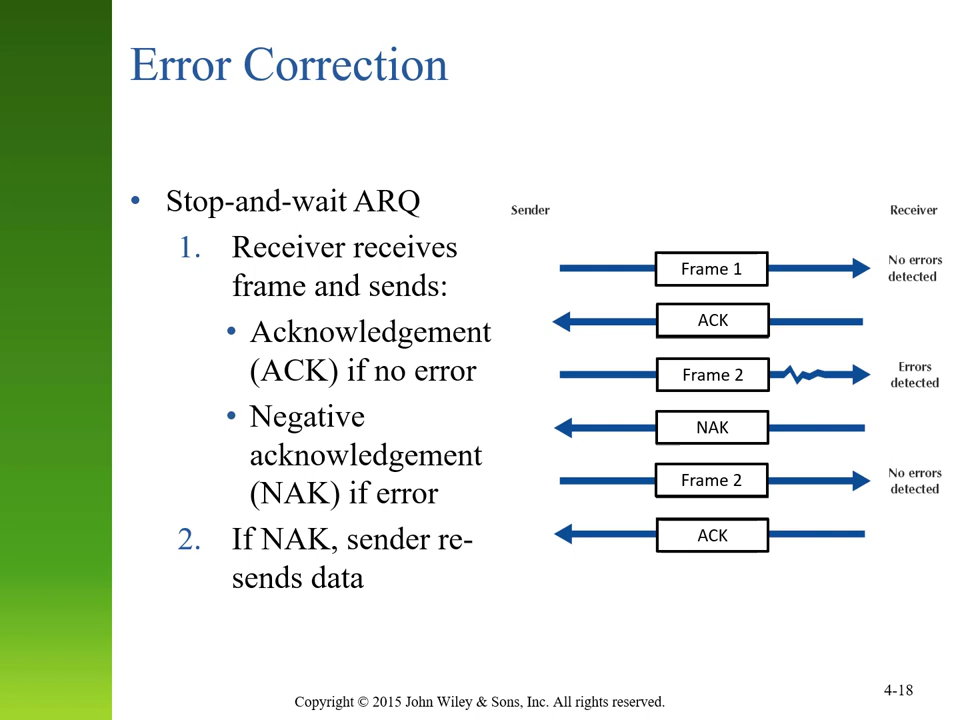 Error Correction
• Stop-and-wait ARQ
1. Receiver receives
frame and sends:
• Acknowledgement
(ACK) if no error
• Negative
acknowledgement
(NAK) if error
2. If NAK, sender re-
sends data
Sender
Receiver
Frame 1
No errors
detected
ACK
Frame 2
Errors
detected
NAK
Frame 2
No errors
detected
ACK
Copyright © 2015 John Wiley & Sons, Inc. All rights reserved.
4-18